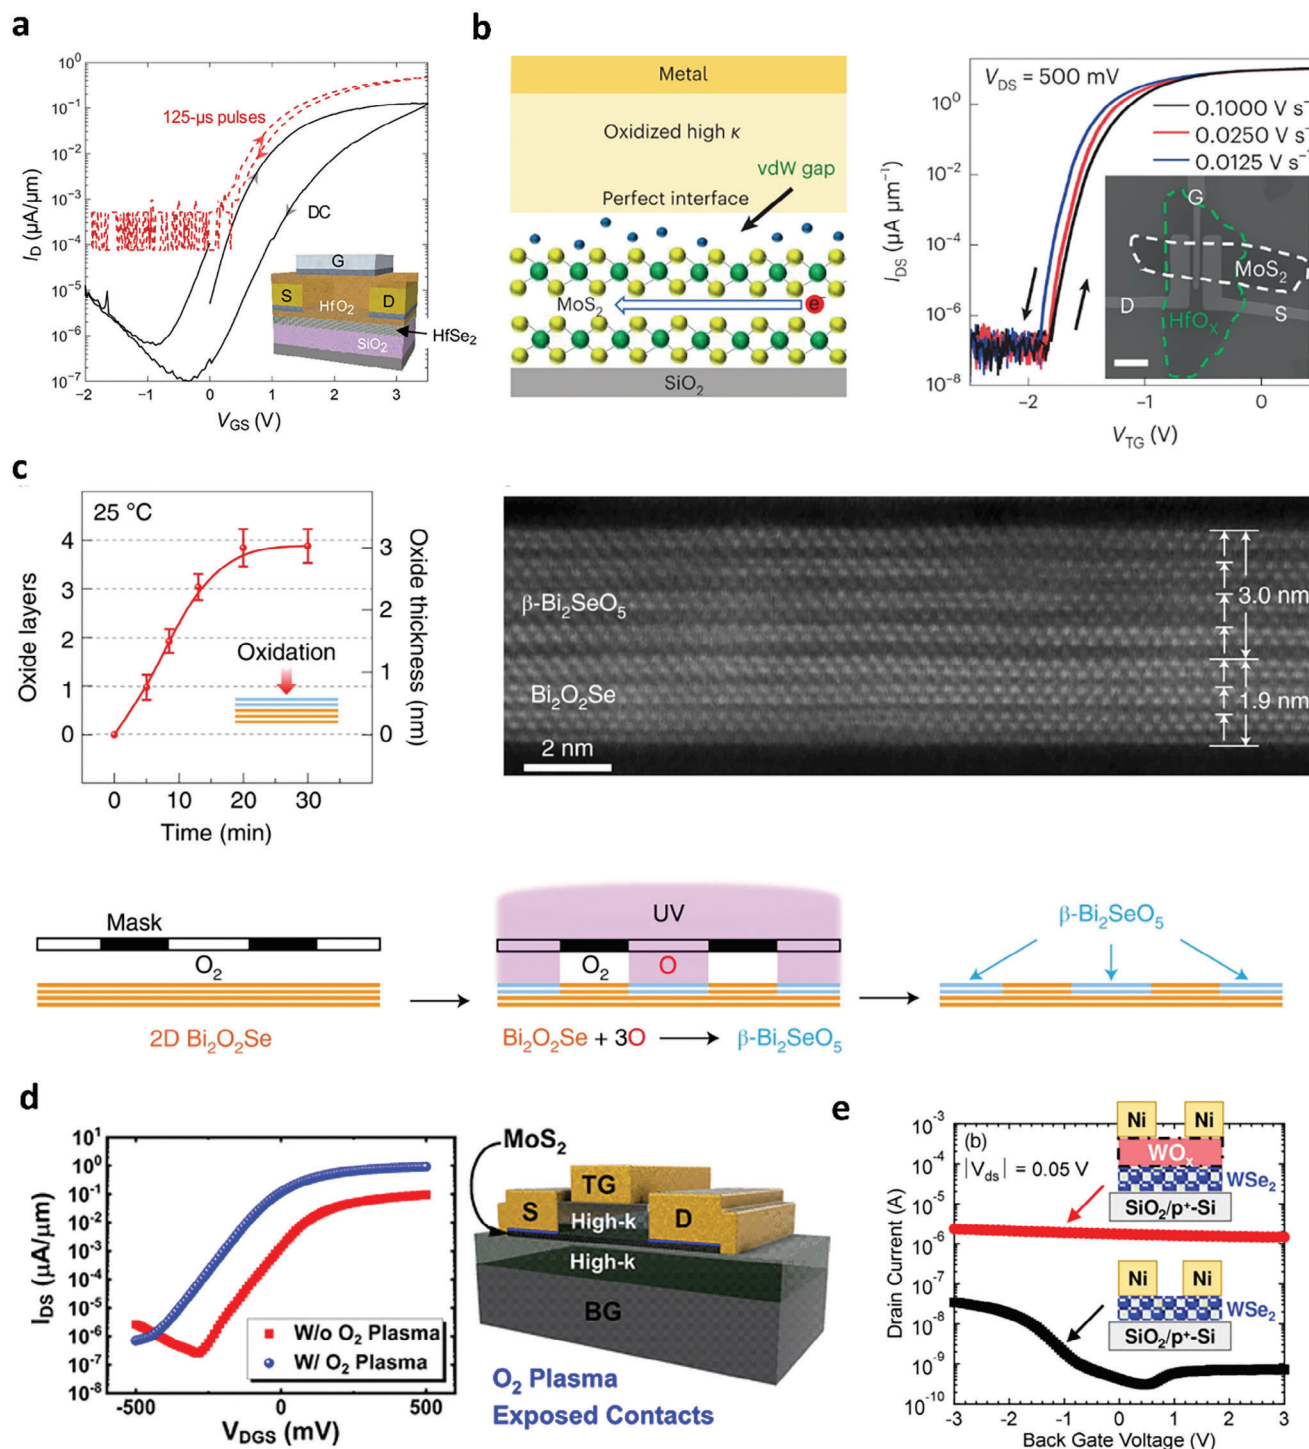 a
10⁰
10⁻¹
10⁻²
10⁻³
10⁻⁴
10⁻⁵
10⁻⁶
10⁻⁷
I_D (µA/µm)
125-µs pulses
DC
G
S
HfO₂
D
HfSe₂
SiO₂
−2
−1
0
1
2
3
V_GS (V)
b
Metal
Oxidized high κ
vdW gap
Perfect interface
MoS₂
e⁻
SiO₂
V_DS = 500 mV
0.1000 V s⁻
0.0250 V s⁻
0.0125 V s⁻¹
10⁰
10⁻²
10⁻⁴
10⁻⁶
10⁻⁸
I_DS (µA µm⁻¹)
G
MoS₂
D
HfOₓ
S
−2
−1
0
V_TG (V)
c
25 °C
4
3
2
1
0
Oxide layers
3
2
1
0
Oxide thickness (nm)
Oxidation
0
10
20
30
Time (min)
β-Bi₂SeO₅
3.0 nm
Bi₂O₂Se
1.9 nm
2 nm
Mask
O₂
2D Bi₂O₂Se
UV
O₂
O
Bi₂O₂Se + 3O → β-Bi₂SeO₅
β-Bi₂SeO₅
d
10¹
10⁰
10⁻¹
10⁻²
10⁻³
10⁻⁴
10⁻⁵
10⁻⁶
10⁻⁷
10⁻⁸
I_DS (µA/µm)
W/o O₂ Plasma
W/ O₂ Plasma
-500
0
500
V_DGS (mV)
MoS₂
TG
S
High-k
D
High-k
BG
O₂ Plasma
Exposed Contacts
e
(b)
|V_ds| = 0.05 V
10⁻³
10⁻⁴
10⁻⁵
10⁻⁶
10⁻⁷
10⁻⁸
10⁻⁹
10⁻¹⁰
Drain Current (A)
Ni
Ni
WOₓ
WSe₂
SiO₂/p⁺-Si
Ni
Ni
WSe₂
SiO₂/p⁺-Si
-3
-2
-1
0
1
2
3
Back Gate Voltage (V)